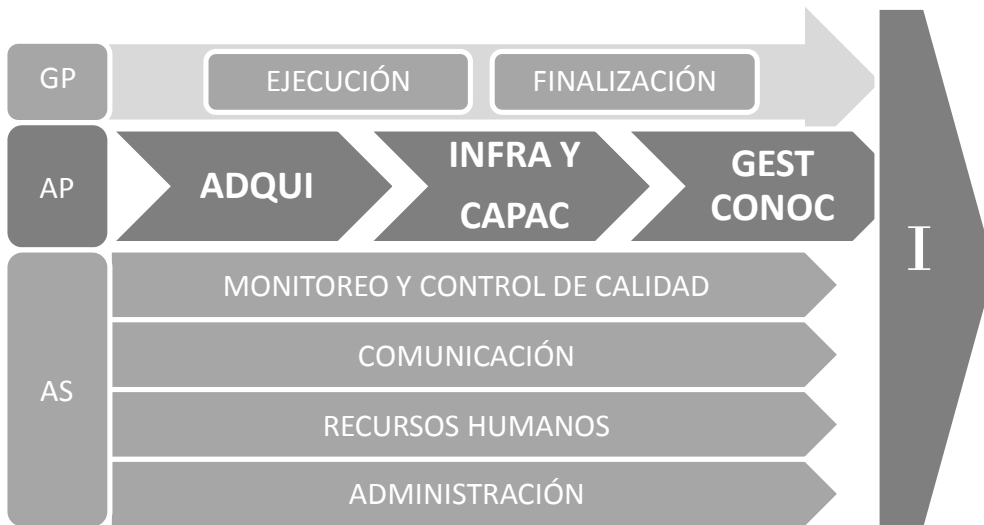 GP
EJECUCIÓN
FINALIZACIÓN
AP
ADQUI
INFRA Y
CAPAC
GEST
CONOC
I
AS
MONITOREO Y CONTROL DE CALIDAD
COMUNICACIÓN
RECURSOS HUMANOS
ADMINISTRACIÓN